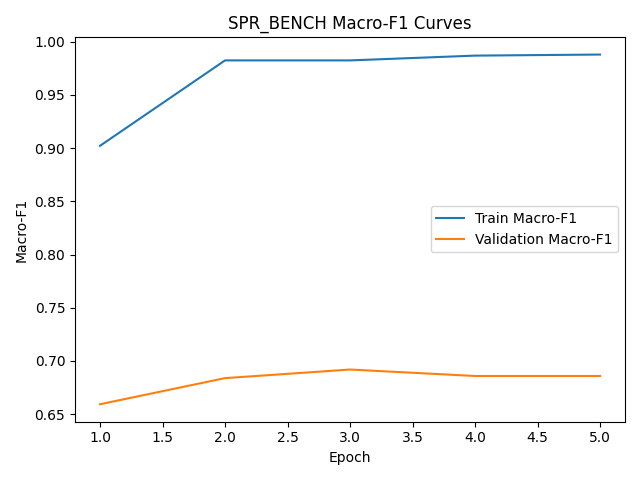 SPR_BENCH Macro-F1 Curves
1.00
0.95
0.90
0.85
0.80
0.75
0.70
0.65
Macro-F1
Train Macro-F1
Validation Macro-F1
1.0 1.5 2.0 2.5 3.0 3.5 4.0 4.5 5.0
Epoch